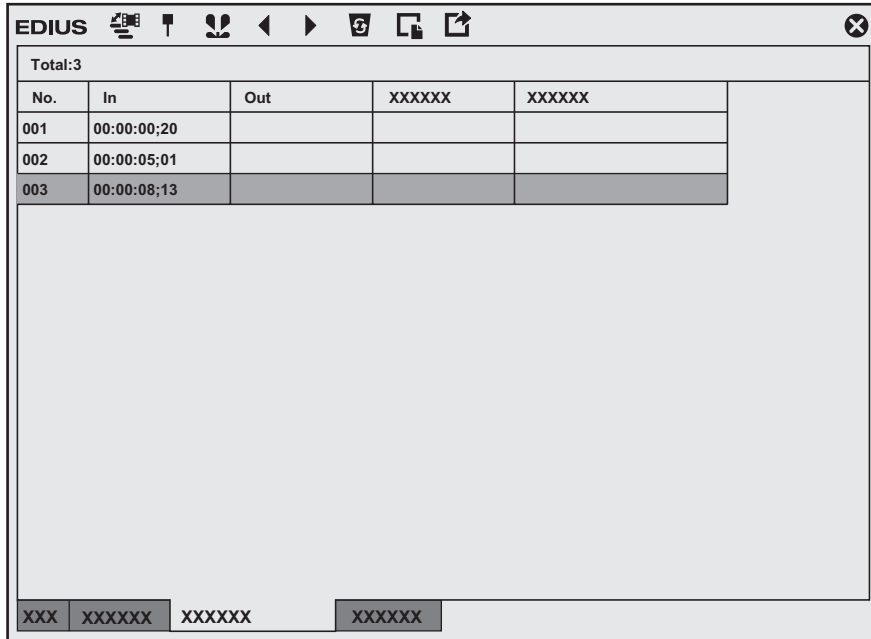 EDIUS
Total:3
No. In Out XXXXXX XXXXXX
001 00:00:00;20
002 00:00:05;01
003 00:00:08;13
XXX XXXXXX XXXXXX XXXXXX